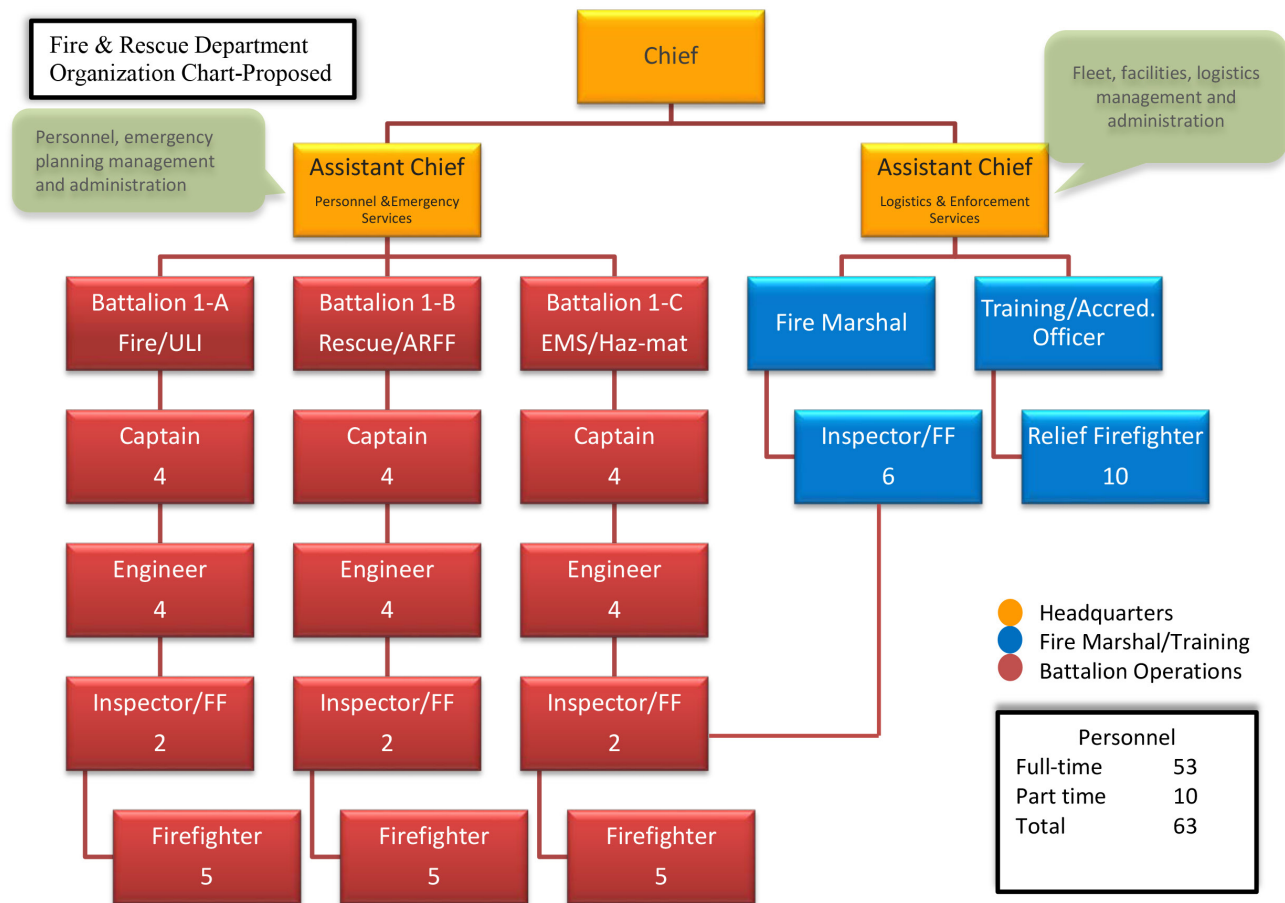 Fire & Rescue Department
Organization Chart-Proposed
Chief
Fleet, facilities, logistics
management and
administration
Personnel, emergency
planning management
and administration
Assistant Chief
Personnel &Emergency
Services
Assistant Chief
Logistics & Enforcement
Services
Battalion 1-A
Fire/ULI
Battalion 1-B
Rescue/ARFF
Battalion 1-C
EMS/Haz-mat
Fire Marshal
Training/Accred.
Officer
Captain
4
Captain
4
Captain
4
Inspector/FF
6
Relief Firefighter
10
Engineer
4
Engineer
4
Engineer
4
Headquarters
Fire Marshal/Training
Battalion Operations
Inspector/FF
2
Inspector/FF
2
Inspector/FF
2
Firefighter
5
Firefighter
5
Firefighter
5
Personnel
Full-time 53
Part time 10
Total 63